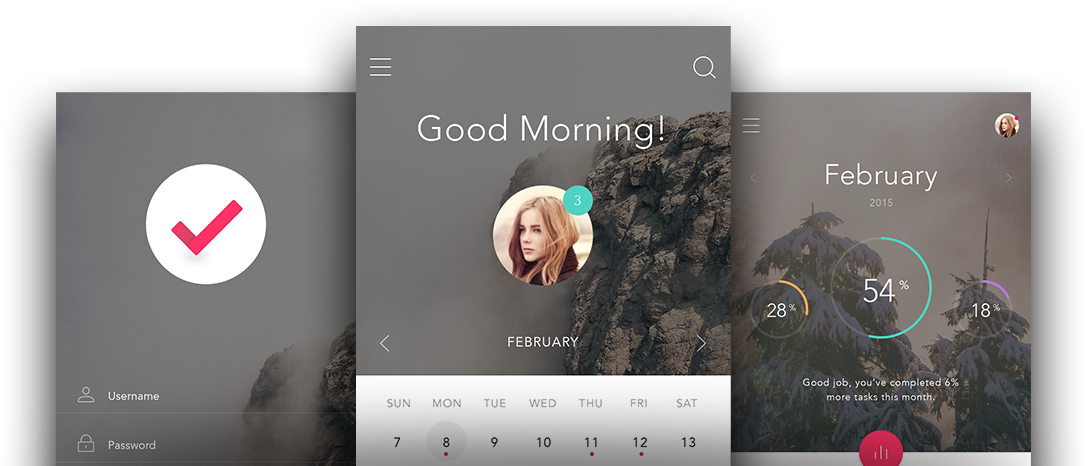 Username
Password
Good Morning!
3
FEBRUARY
SUN MON TUE WED THU FRI SAT
7 8 9 10 11 12 13
February
2015
28%
54%
18%
Good job, you've completed 6%
more tasks this month.